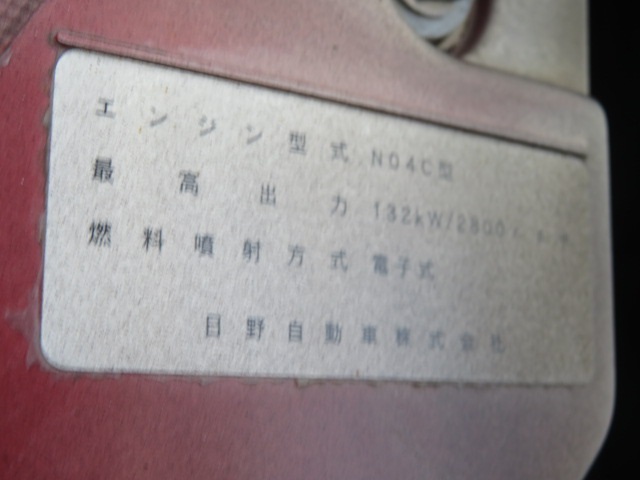 エンジン型式 N04C型
最高出力 132kW/2800
燃料噴射方式 電子式
日野自動車株式会社